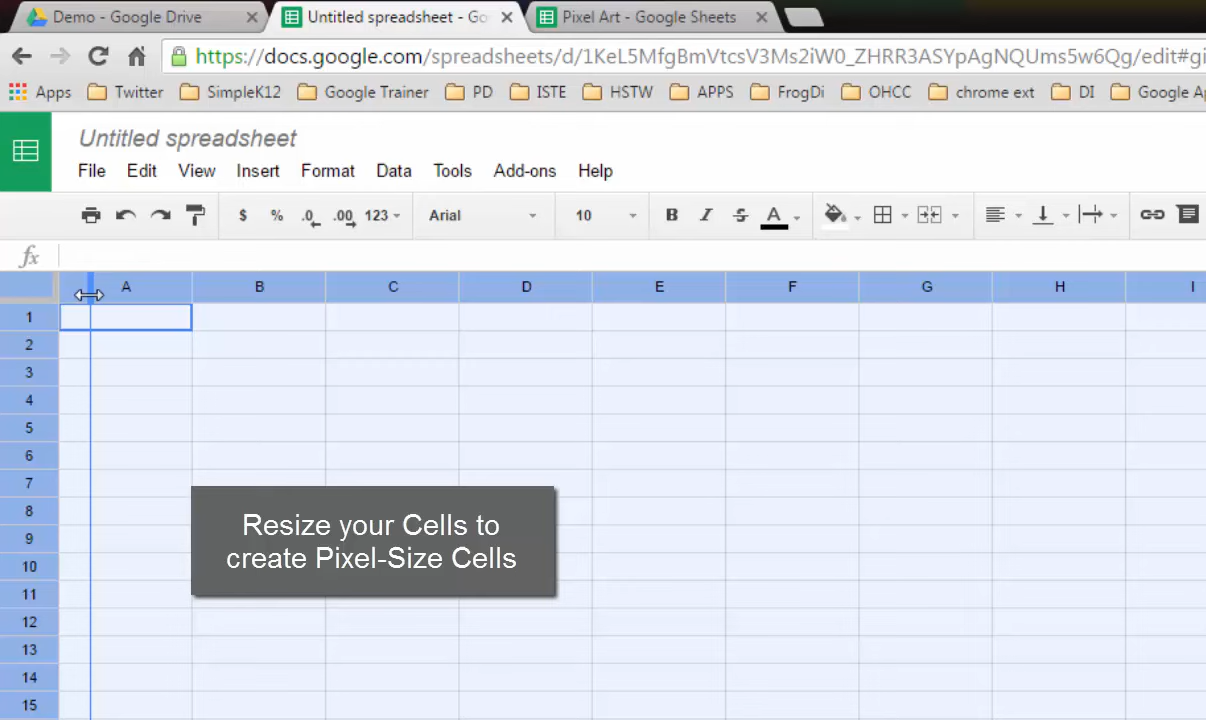 Demo - Google Drive
Untitled spreadsheet - Go
Pixel Art - Google Sheets
https://docs.google.com/spreadsheets/d/1KeL5MfgBmVtcsV3Ms2iW0_ZHRR3ASYpAgNQUms5w6Qg/edit#gi
Apps Twitter SimpleK12 Google Trainer PD ISTE HSTW APPS FrogDi OHCC chrome ext DI Google Ap
Untitled spreadsheet
File Edit View Insert Format Data Tools Add-ons Help
$ % .0 .00 123 Arial 10 B I S A
fx
A B C D E F G H I
1
2
3
4
5
6
7
8
9
10
11
12
13
14
15
Resize your Cells to
create Pixel-Size Cells